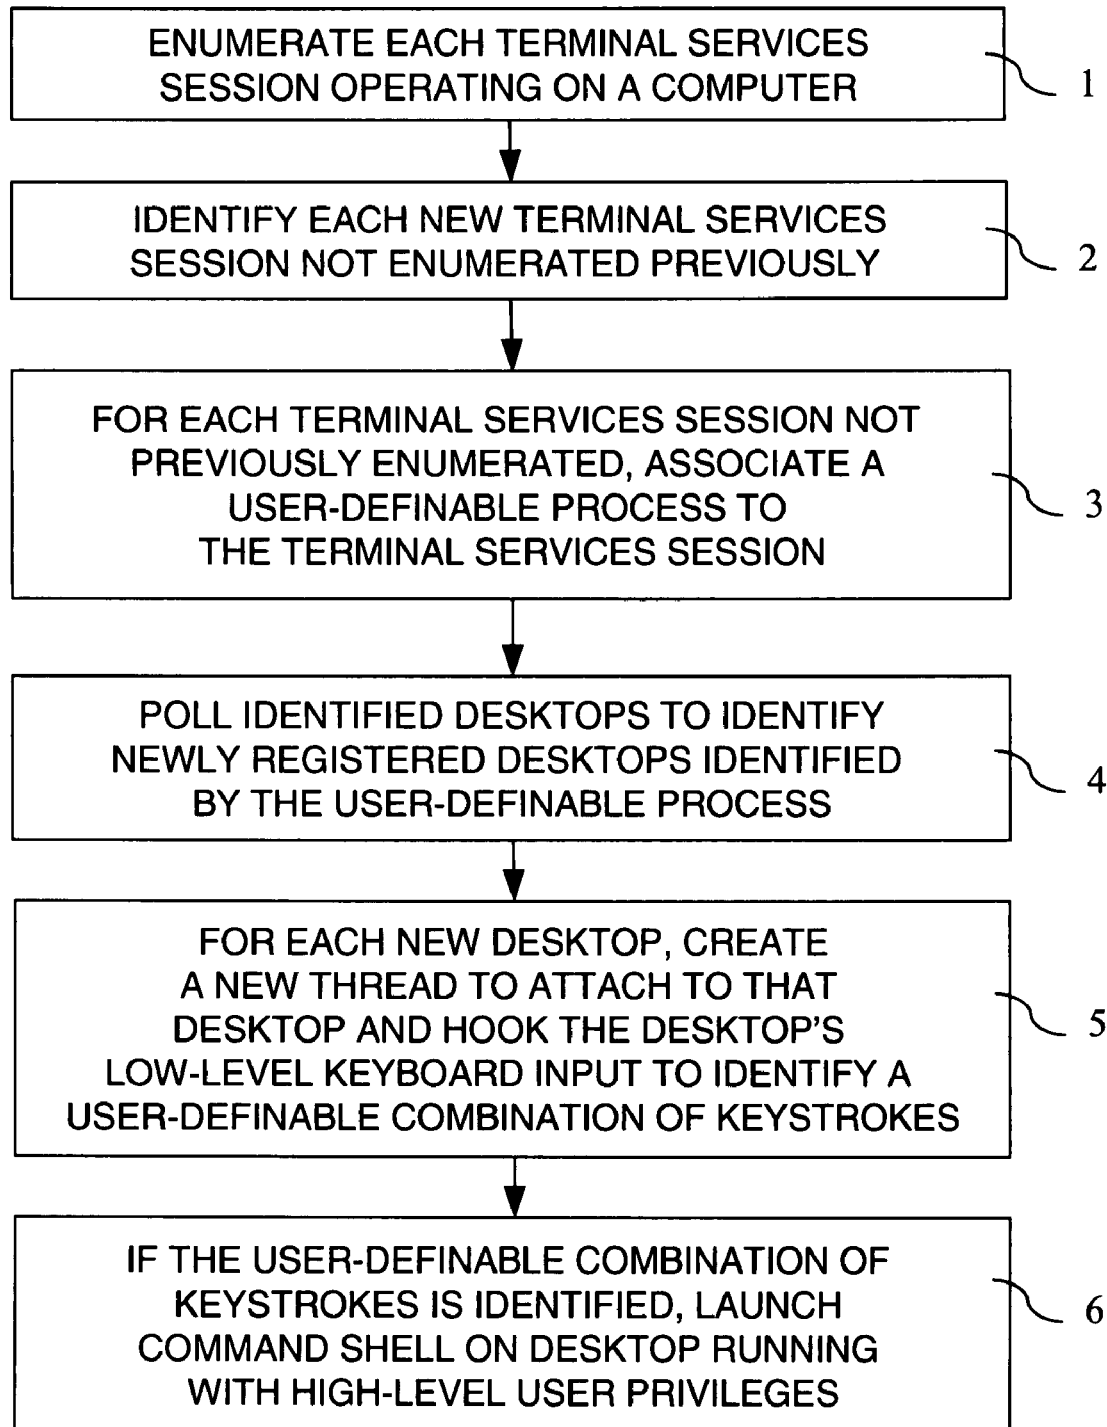 ENUMERATE EACH TERMINAL SERVICES
SESSION OPERATING ON A COMPUTER
1
IDENTIFY EACH NEW TERMINAL SERVICES
SESSION NOT ENUMERATED PREVIOUSLY
2
FOR EACH TERMINAL SERVICES SESSION NOT
PREVIOUSLY ENUMERATED, ASSOCIATE A
USER-DEFINABLE PROCESS TO
THE TERMINAL SERVICES SESSION
3
POLL IDENTIFIED DESKTOPS TO IDENTIFY
NEWLY REGISTERED DESKTOPS IDENTIFIED
BY THE USER-DEFINABLE PROCESS
4
FOR EACH NEW DESKTOP, CREATE
A NEW THREAD TO ATTACH TO THAT
DESKTOP AND HOOK THE DESKTOP'S
LOW-LEVEL KEYBOARD INPUT TO IDENTIFY A
USER-DEFINABLE COMBINATION OF KEYSTROKES
5
IF THE USER-DEFINABLE COMBINATION OF
KEYSTROKES IS IDENTIFIED, LAUNCH
COMMAND SHELL ON DESKTOP RUNNING
WITH HIGH-LEVEL USER PRIVILEGES
6